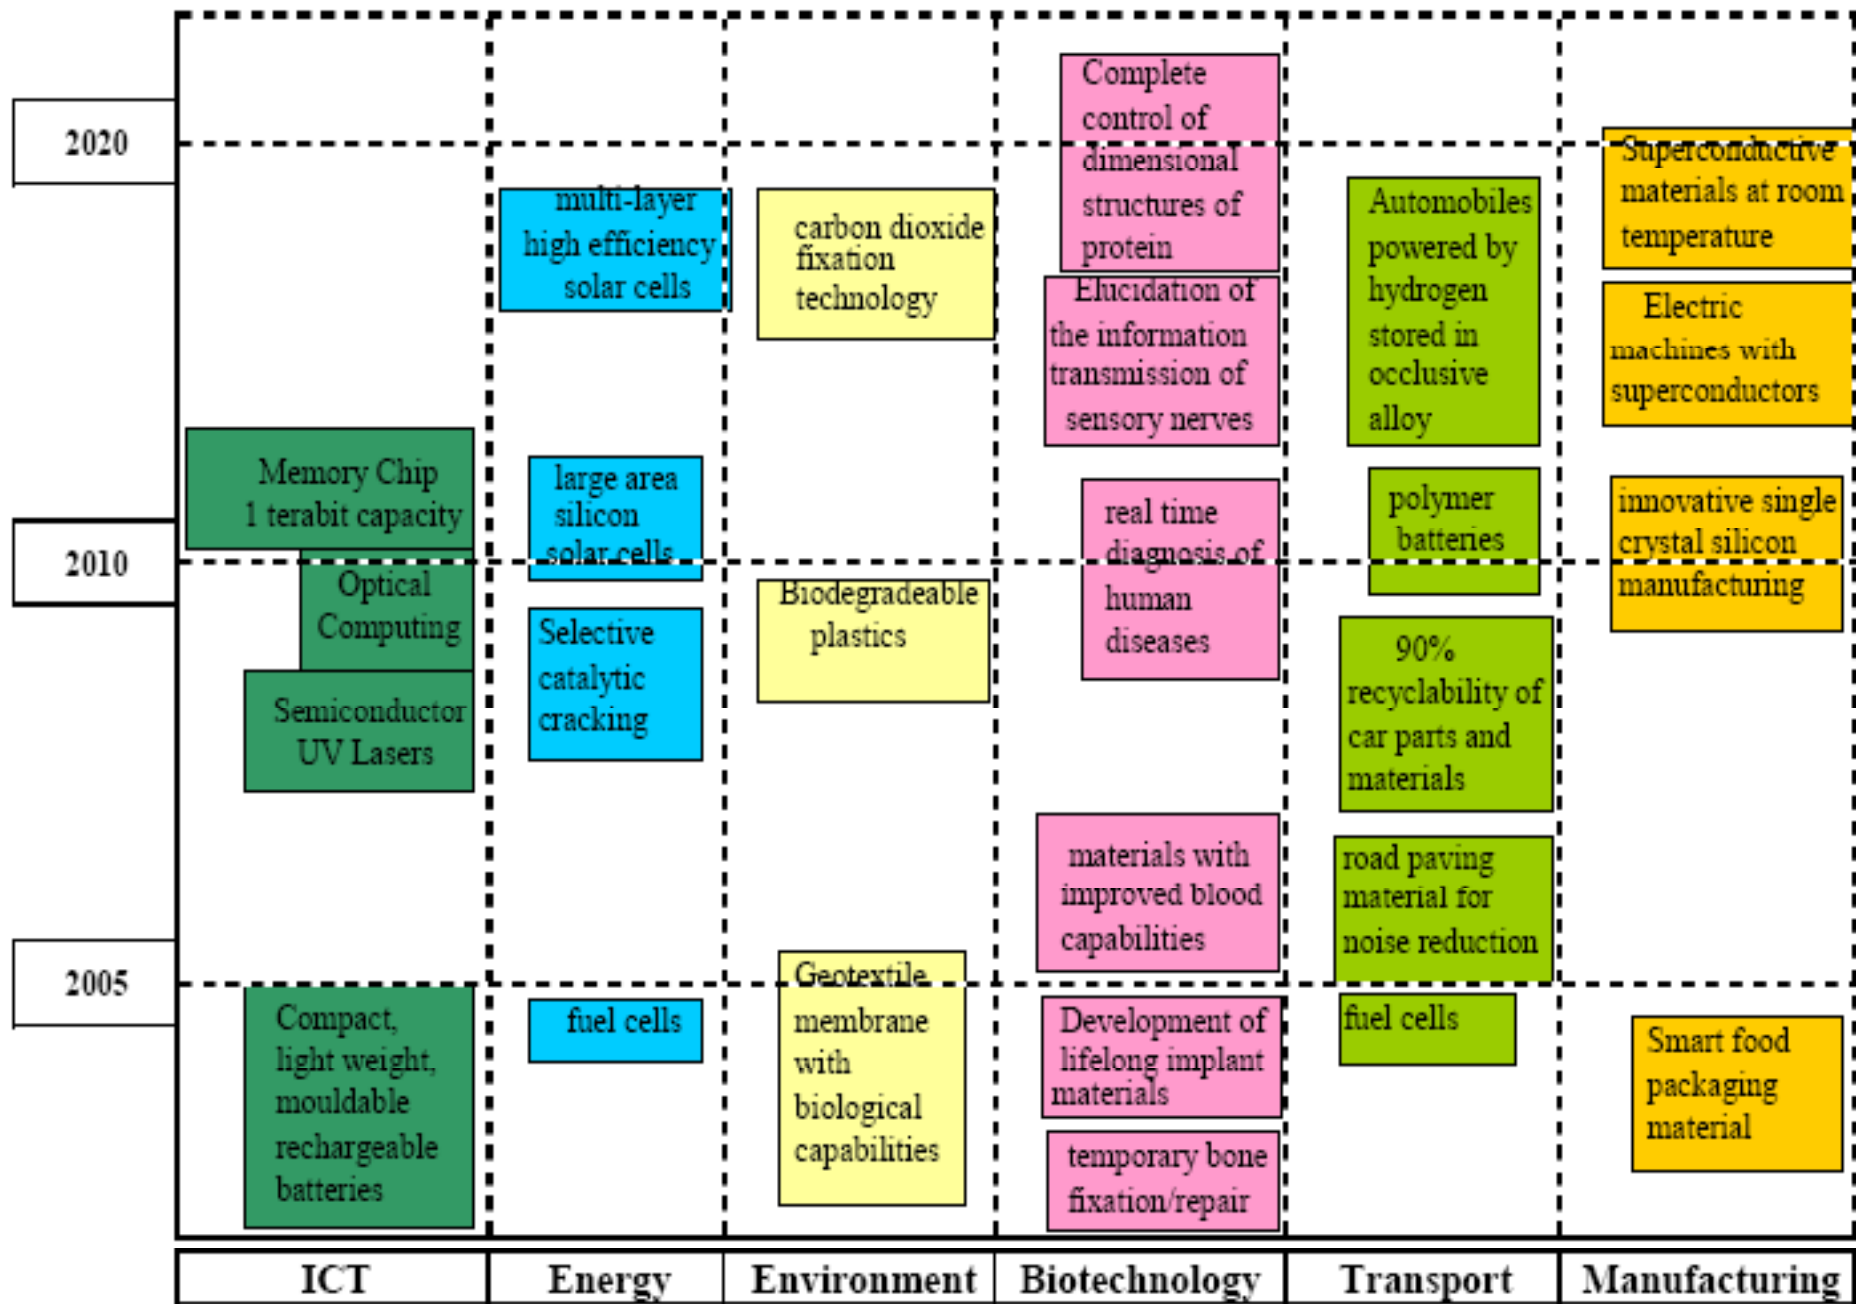 2020
2010
2005
Memory Chip
1 terabit capacity
Optical
Computing
Semiconductor
UV Lasers
Compact,
light weight,
mouldable
rechargeable
batteries
multi-layer
high efficiency
solar cells
large area
silicon
solar cells
Selective
catalytic
cracking
fuel cells
carbon dioxide
fixation
technology
Biodegradeable
plastics
Geotextile
membrane
with
biological
capabilities
Complete
control of
dimensional
structures of
protein
Elucidation of
the information
transmission of
sensory nerves
real time
diagnosis of
human
diseases
materials with
improved blood
capabilities
Development of
lifelong implant
materials
temporary bone
fixation/repair
Automobiles
powered by
hydrogen
stored in
occlusive
alloy
polymer
batteries
90%
recyclability of
car parts and
materials
road paving
material for
noise reduction
fuel cells
Superconductive
materials at room
temperature
Electric
machines with
superconductors
innovative single
crystal silicon
manufacturing
Smart food
packaging
material
ICT
Energy
Environment
Biotechnology
Transport
Manufacturing